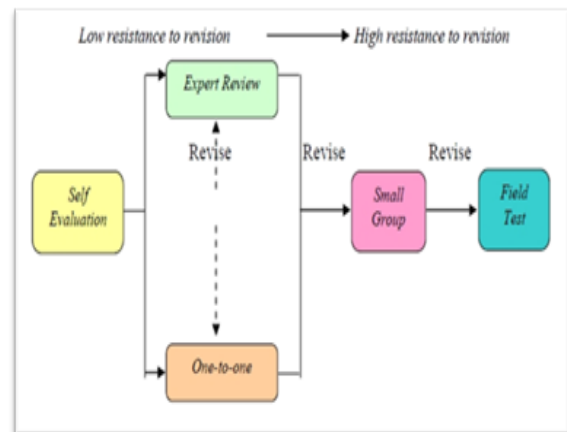 Low resistance to revision
High resistance to revision
Expert Review
Revise
Revise
Revise
Self
Evaluation
Small
Group
Field
Test
One-to-one